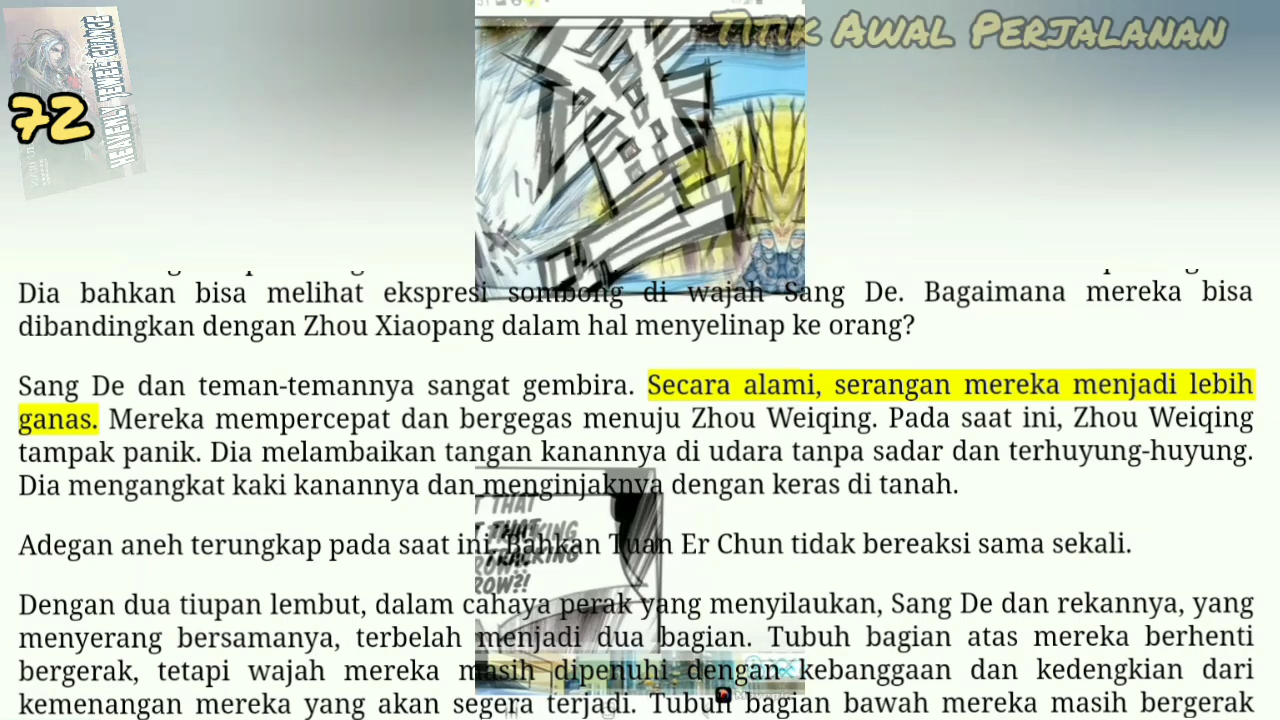 Titik Awal Perjalanan
72
HEAVENLY JEWEL CHANGE
Dia bahkan bisa melihat ekspresi sombong di wajah Sang De. Bagaimana mereka bisa
dibandingkan dengan Zhou Xiaopang dalam hal menyelinap ke orang?
Sang De dan teman-temannya sangat gembira. Secara alami, serangan mereka menjadi lebih
ganas. Mereka mempercepat dan bergegas menuju Zhou Weiqing. Pada saat ini, Zhou Weiqing
tampak panik. Dia melambaikan tangan kanannya di udara tanpa sadar dan terhuyung-huyung.
Dia mengangkat kaki kanannya dan menginjaknya dengan keras di tanah.
T THAT
ROW?!
Adegan aneh terungkap pada saat ini. Bahkan Tuan Er Chun tidak bereaksi sama sekali.
Dengan dua tiupan lembut, dalam cahaya perak yang menyilaukan, Sang De dan rekannya, yang
menyerang bersamanya, terbelah menjadi dua bagian. Tubuh bagian atas mereka berhenti
bergerak, tetapi wajah mereka masih dipenuhi dengan kebanggaan dan kedengkian dari
kemenangan mereka yang akan segera terjadi. Tubuh bagian bawah mereka masih bergerak